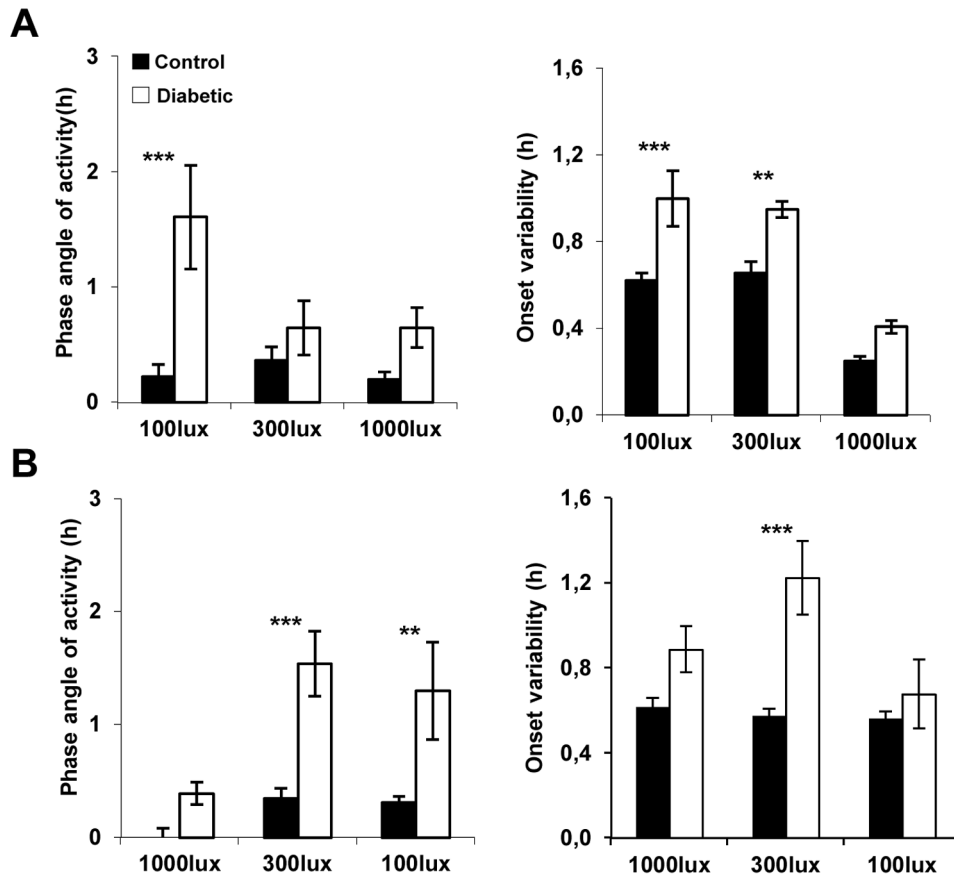 A
Phase angle of activity(h)
3
2
1
0
Control
Diabetic
***
100lux 300lux 1000lux
Onset variability (h)
1,6
1,2
0,8
0,4
0,0
***
**
100lux 300lux 1000lux
B
Phase angle of activity (h)
3
2
1
0
***
**
1000lux 300lux 100lux
Onset variability (h)
1,6
1,2
0,8
0,4
0,0
***
1000lux 300lux 100lux